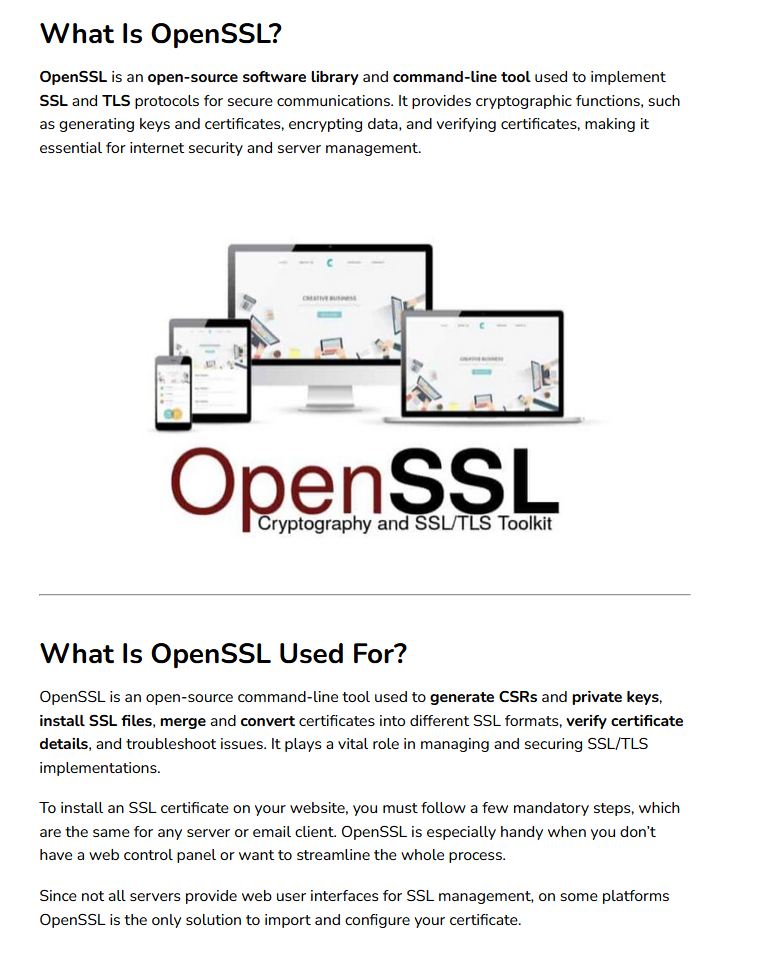 What Is OpenSSL?
OpenSSL is an open-source software library and command-line tool used to implement
SSL and TLS protocols for secure communications. It provides cryptographic functions, such
as generating keys and certificates, encrypting data, and verifying certificates, making it
essential for internet security and server management.
CREATIVE BUSINESS
CREATIVE BUSINESS
OpenSSL
Cryptography and SSL/TLS Toolkit
What Is OpenSSL Used For?
OpenSSL is an open-source command-line tool used to generate CSRs and private keys,
install SSL files, merge and convert certificates into different SSL formats, verify certificate
details, and troubleshoot issues. It plays a vital role in managing and securing SSL/TLS
implementations.
To install an SSL certificate on your website, you must follow a few mandatory steps, which
are the same for any server or email client. OpenSSL is especially handy when you don’t
have a web control panel or want to streamline the whole process.
Since not all servers provide web user interfaces for SSL management, on some platforms
OpenSSL is the only solution to import and configure your certificate.